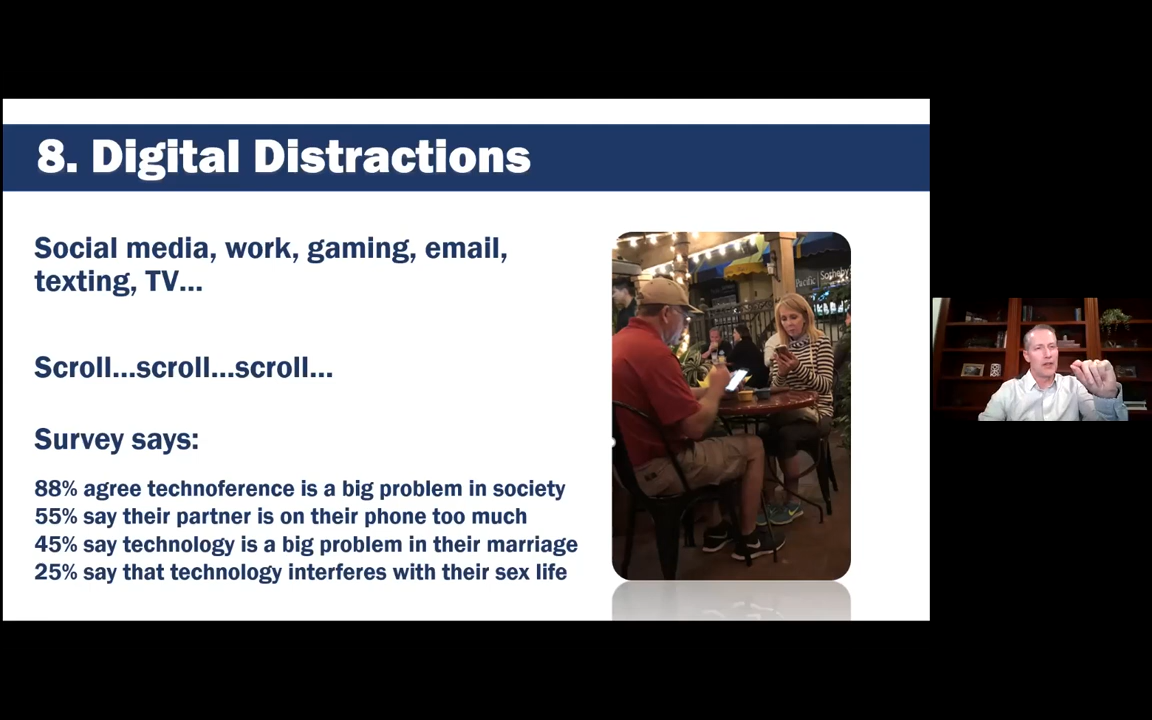 8. Digital Distractions
Social media, work, gaming, email,
texting, TV...
Scroll...scroll...scroll...
Survey says:
88% agree technoference is a big problem in society
55% say their partner is on their phone too much
45% say technology is a big problem in their marriage
25% say that technology interferes with their sex life
Pacific
Sotheby's